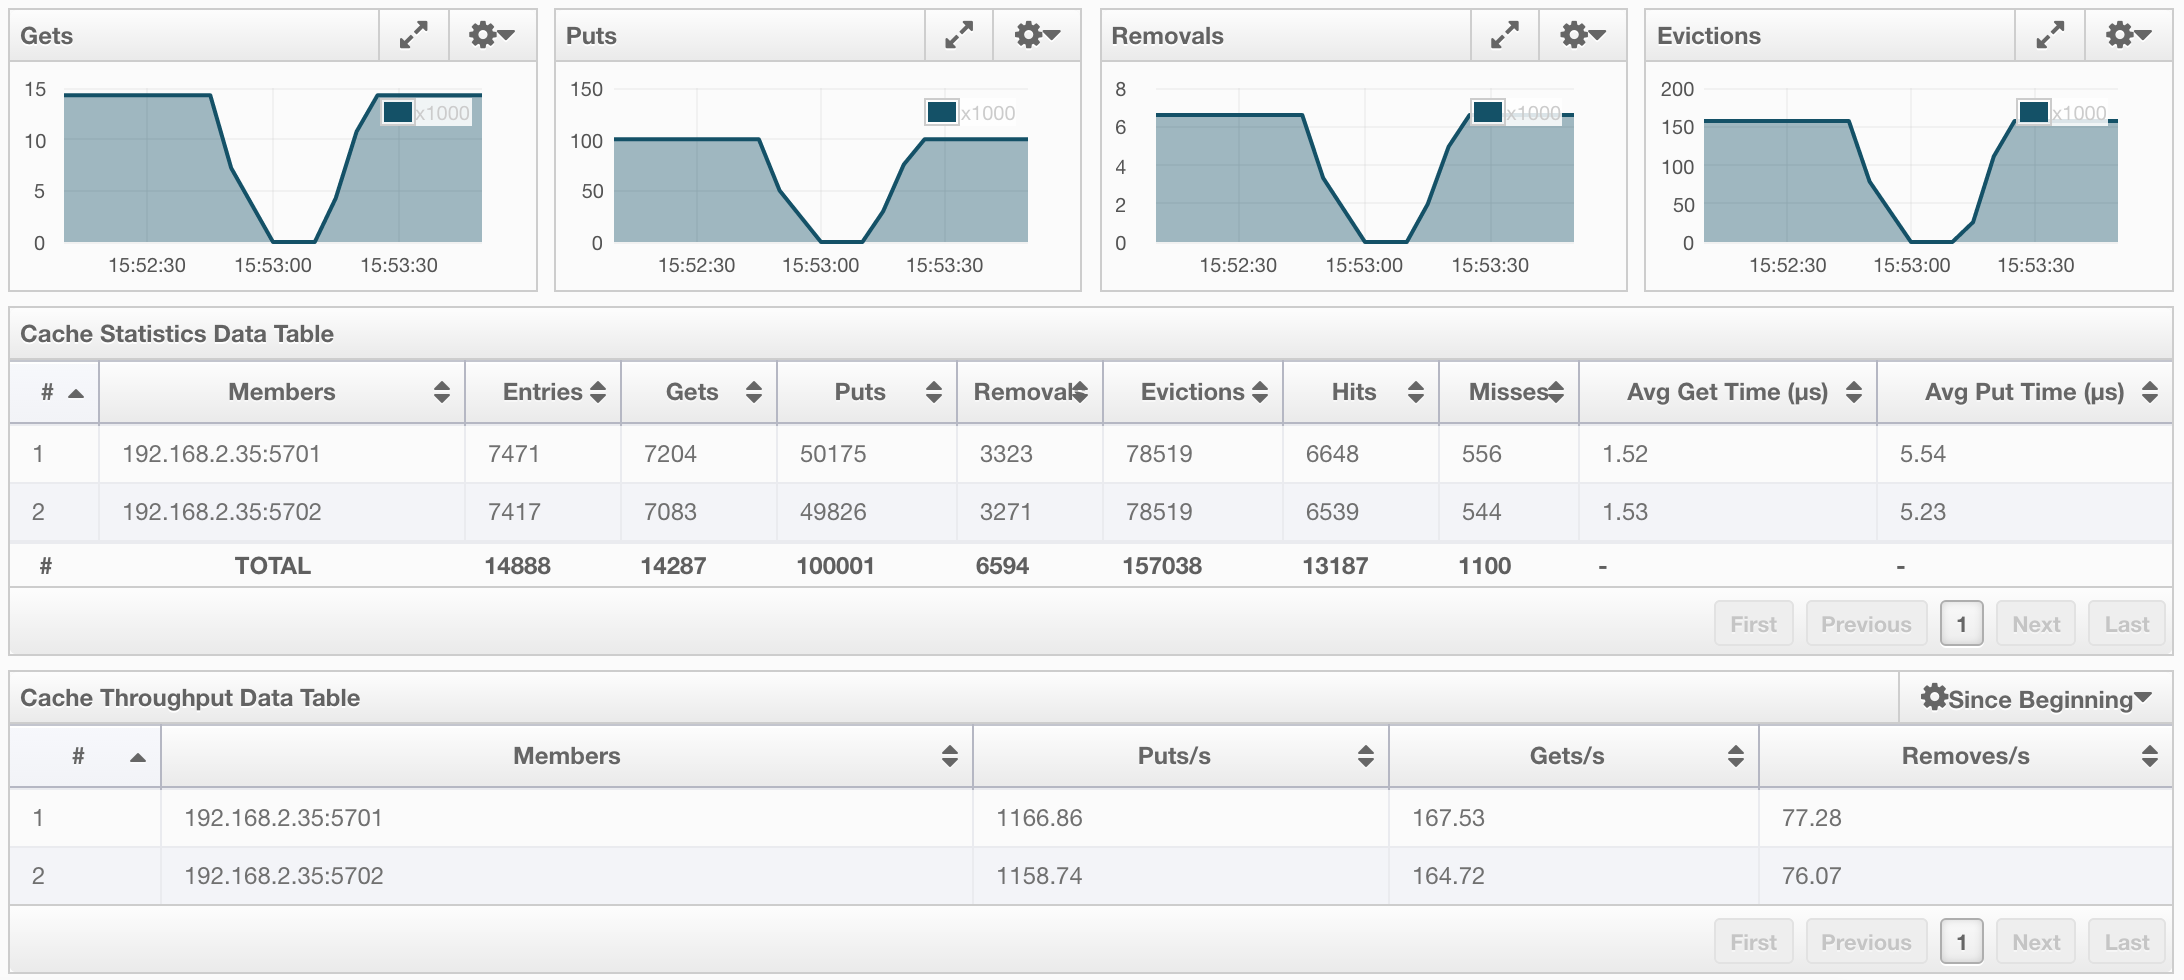 Gets
Puts
Removals
Evictions
15
10
5
0
x1000
15:52:30 15:53:00 15:53:30
150
100
50
0
x1000
15:52:30 15:53:00 15:53:30
8
6
4
2
0
x1000
15:52:30 15:53:00 15:53:30
200
150
100
50
0
x1000
15:52:30 15:53:00 15:53:30
Cache Statistics Data Table
# Members Entries Gets Puts Removals Evictions Hits Misses Avg Get Time (µs) Avg Put Time (µs)
1 192.168.2.35:5701 7471 7204 50175 3323 78519 6648 556 1.52 5.54
2 192.168.2.35:5702 7417 7083 49826 3271 78519 6539 544 1.53 5.23
# TOTAL 14888 14287 100001 6594 157038 13187 1100 - -
First Previous 1 Next Last
Cache Throughput Data Table
Since Beginning
# Members Puts/s Gets/s Removes/s
1 192.168.2.35:5701 1166.86 167.53 77.28
2 192.168.2.35:5702 1158.74 164.72 76.07
First Previous 1 Next Last